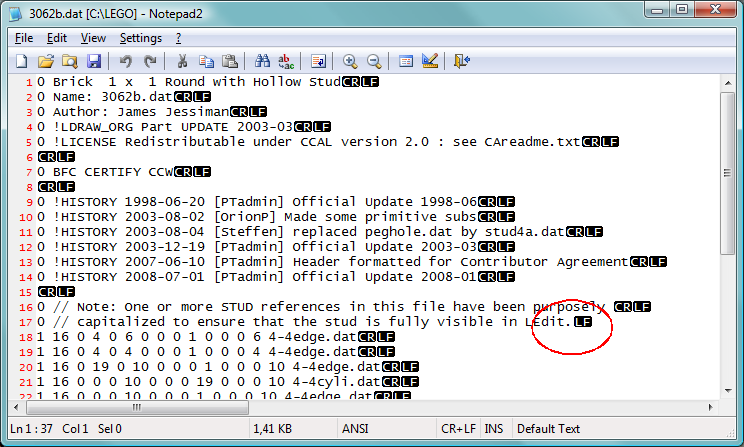 3062b.dat [C:\LEGO] - Notepad2
File Edit View Settings ?
1 0 Brick  1 x  1 Round with Hollow StudCRLF
2 0 Name: 3062b.datCRLF
3 0 Author: James JessimanCRLF
4 0 !LDRAW_ORG Part UPDATE 2003-03CRLF
5 0 !LICENSE Redistributable under CCAL version 2.0 : see CAreadme.txtCRLF
6 CRLF
7 0 BFC CERTIFY CCWCRLF
8 CRLF
9 0 !HISTORY 1998-06-20 [PTadmin] Official Update 1998-06CRLF
10 0 !HISTORY 2003-08-02 [OrionP] Made some primitive subsCRLF
11 0 !HISTORY 2003-08-04 [Steffen] replaced peghole.dat by stud4a.datCRLF
12 0 !HISTORY 2003-12-19 [PTadmin] Official Update 2003-03CRLF
13 0 !HISTORY 2007-06-10 [PTadmin] Header formatted for Contributor AgreementCRLF
14 0 !HISTORY 2008-07-01 [PTadmin] Official Update 2008-01CRLF
15 CRLF
16 0 // Note: One or more STUD references in this file have been purposely CRLF
17 0 // capitalized to ensure that the stud is fully visible in LEdit.LF
18 1 16 0 4 0 6 0 0 0 1 0 0 0 6 4-4edge.datCRLF
19 1 16 0 4 0 4 0 0 0 1 0 0 0 4 4-4edge.datCRLF
20 1 16 0 19 0 10 0 0 0 1 0 0 0 10 4-4edge.datCRLF
21 1 16 0 0 0 10 0 0 0 19 0 0 0 10 4-4cyli.datCRLF
22 1 16 0 0 0 10 0 0 0 1 0 0 0 10 4-4edge.datCRLF
Ln 1 : 37 Col 1 Sel 0 1,41 KB ANSI CR+LF INS Default Text